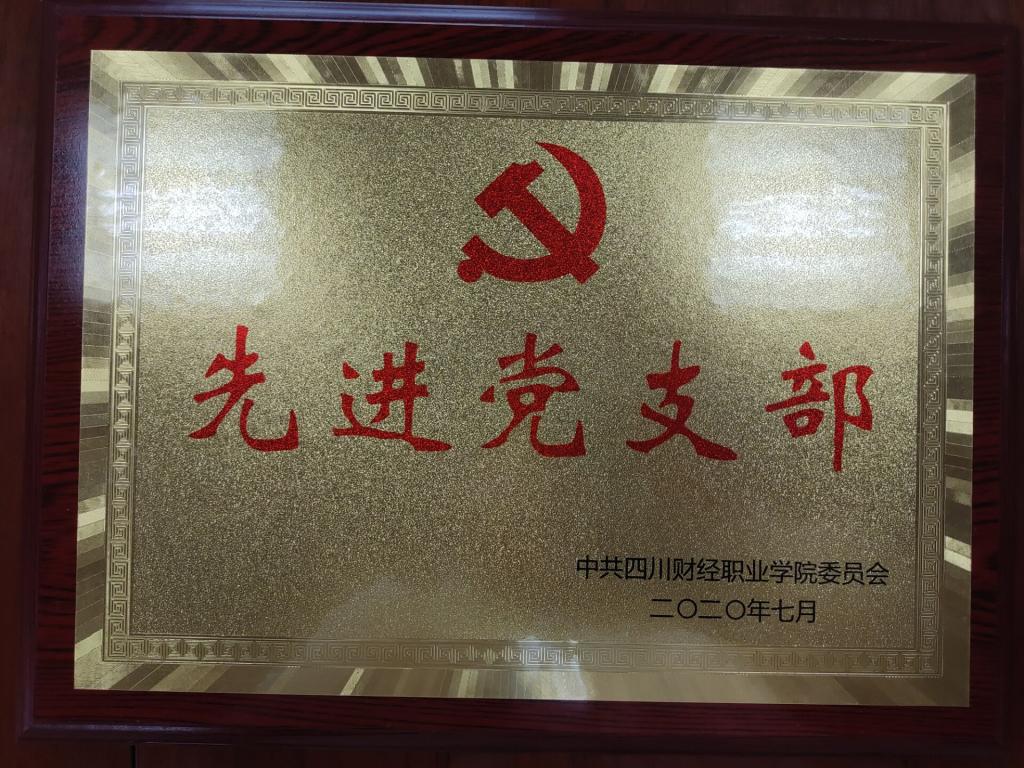 先进党支部
中共四川财经职业学院委员会
二〇二〇年七月